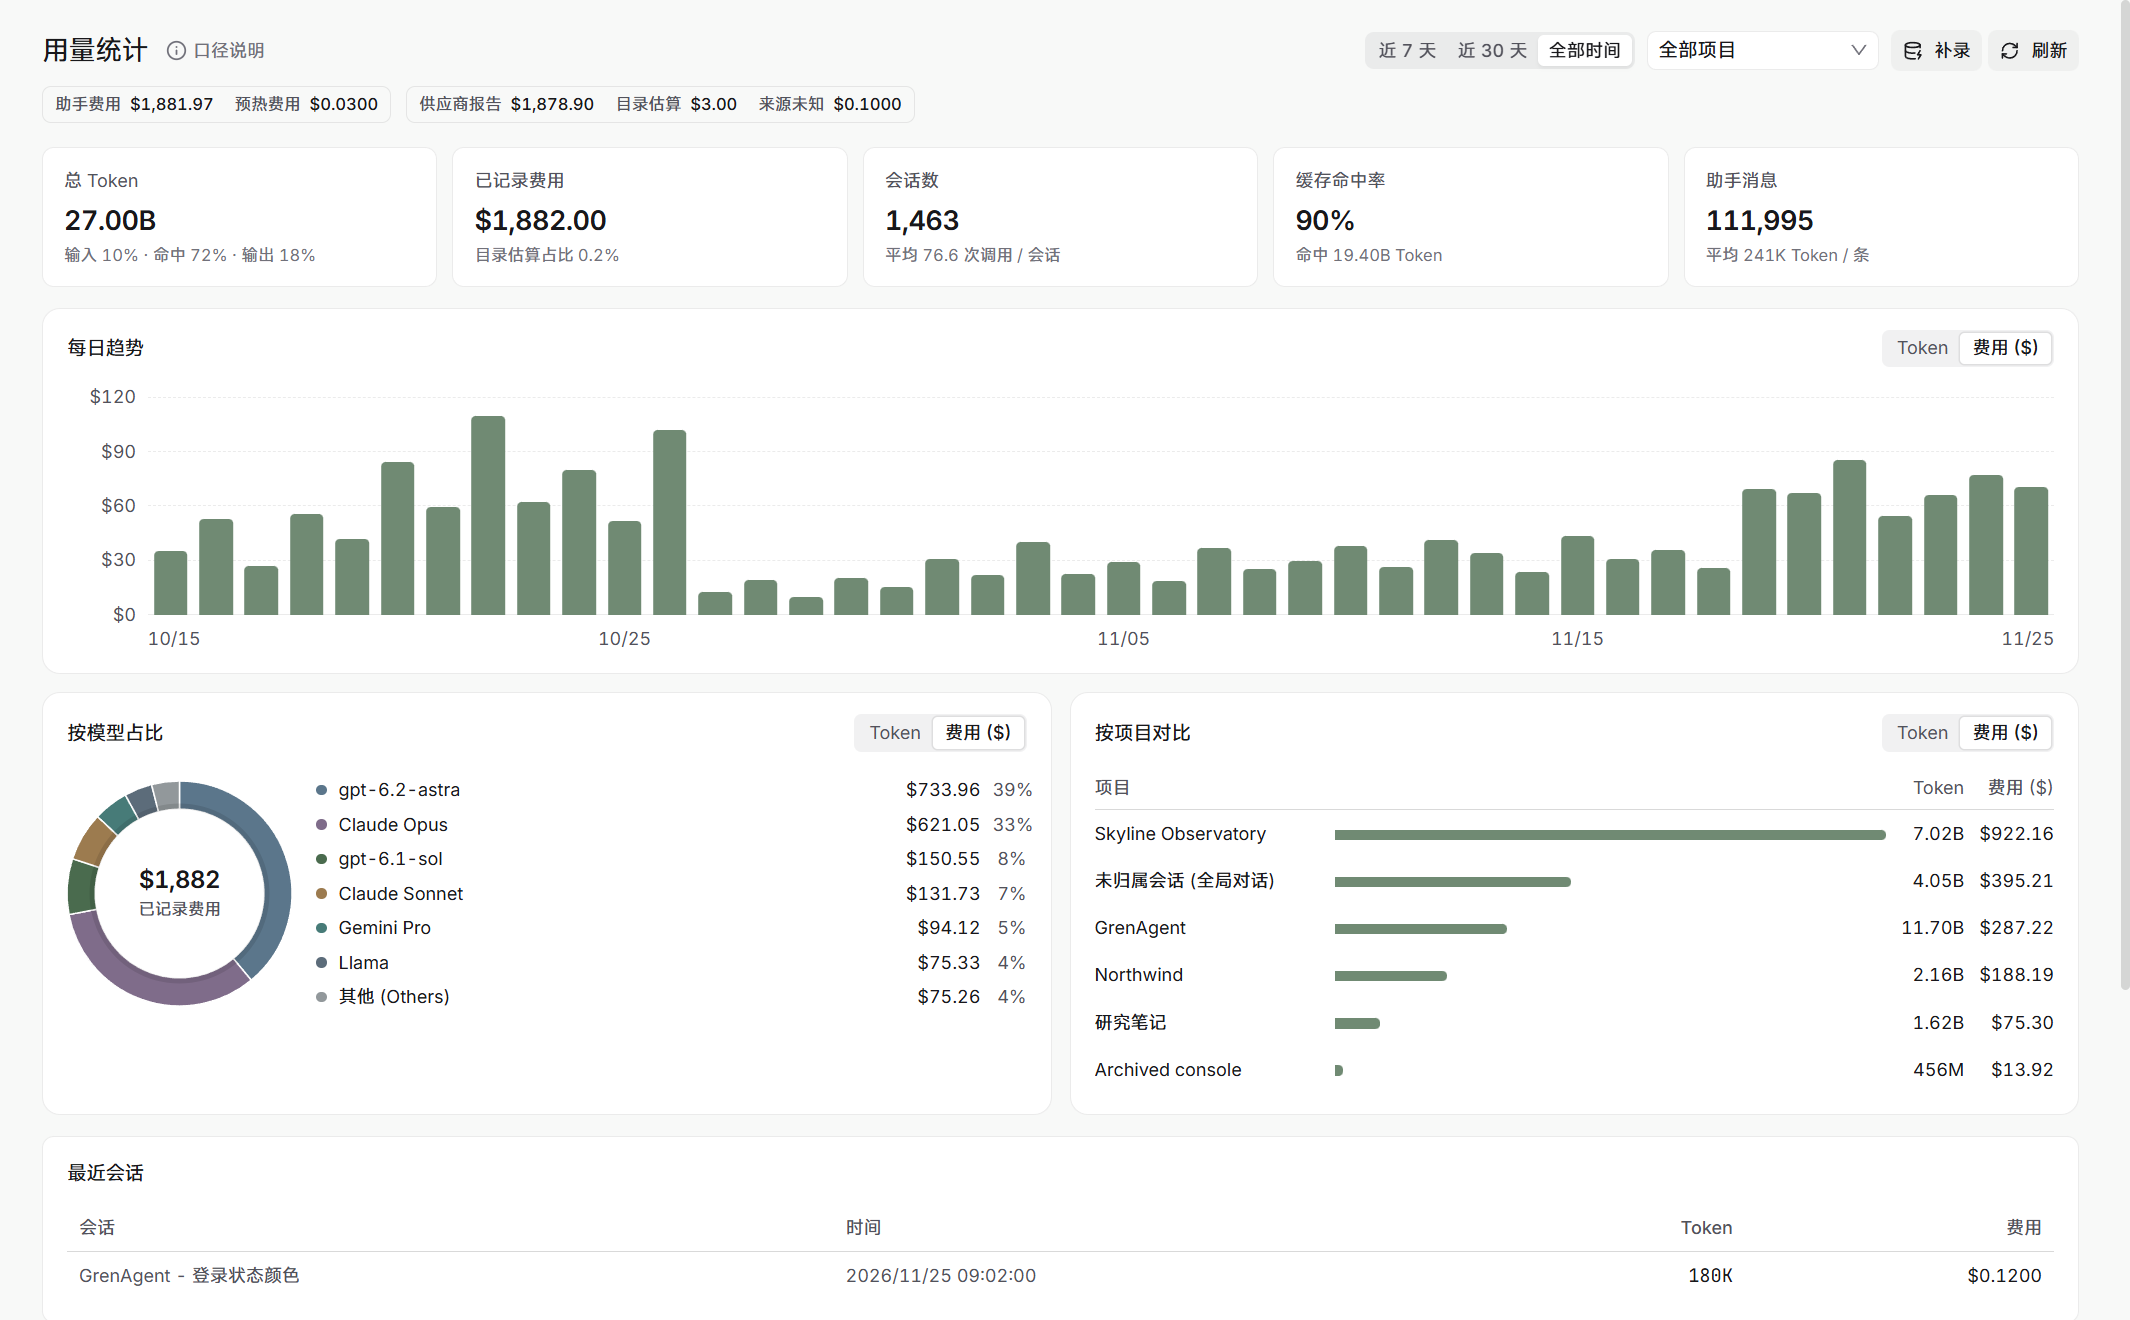 用量统计 口径说明 近 7 天 近 30 天 全部时间 全部项目 补录 刷新
助手费用 $1,881.97 预热费用 $0.0300 供应商报告 $1,878.90 目录估算 $3.00 来源未知 $0.1000
总 Token
27.00B
输入 10% · 命中 72% · 输出 18%
已记录费用
$1,882.00
目录估算占比 0.2%
会话数
1,463
平均 76.6 次调用 / 会话
缓存命中率
90%
命中 19.40B Token
助手消息
111,995
平均 241K Token / 条
每日趋势 Token 费用 ($)
$120
$90
$60
$30
$0
10/15 10/25 11/05 11/15 11/25
按模型占比 Token 费用 ($)
$1,882
已记录费用
gpt-6.2-astra $733.96 39%
Claude Opus $621.05 33%
gpt-6.1-sol $150.55 8%
Claude Sonnet $131.73 7%
Gemini Pro $94.12 5%
Llama $75.33 4%
其他 (Others) $75.26 4%
按项目对比 Token 费用 ($)
项目 Token 费用 ($)
Skyline Observatory 7.02B $922.16
未归属会话 (全局对话) 4.05B $395.21
GrenAgent 11.70B $287.22
Northwind 2.16B $188.19
研究笔记 1.62B $75.30
Archived console 456M $13.92
最近会话
会话 时间 Token 费用
GrenAgent - 登录状态颜色 2026/11/25 09:02:00 180K $0.1200